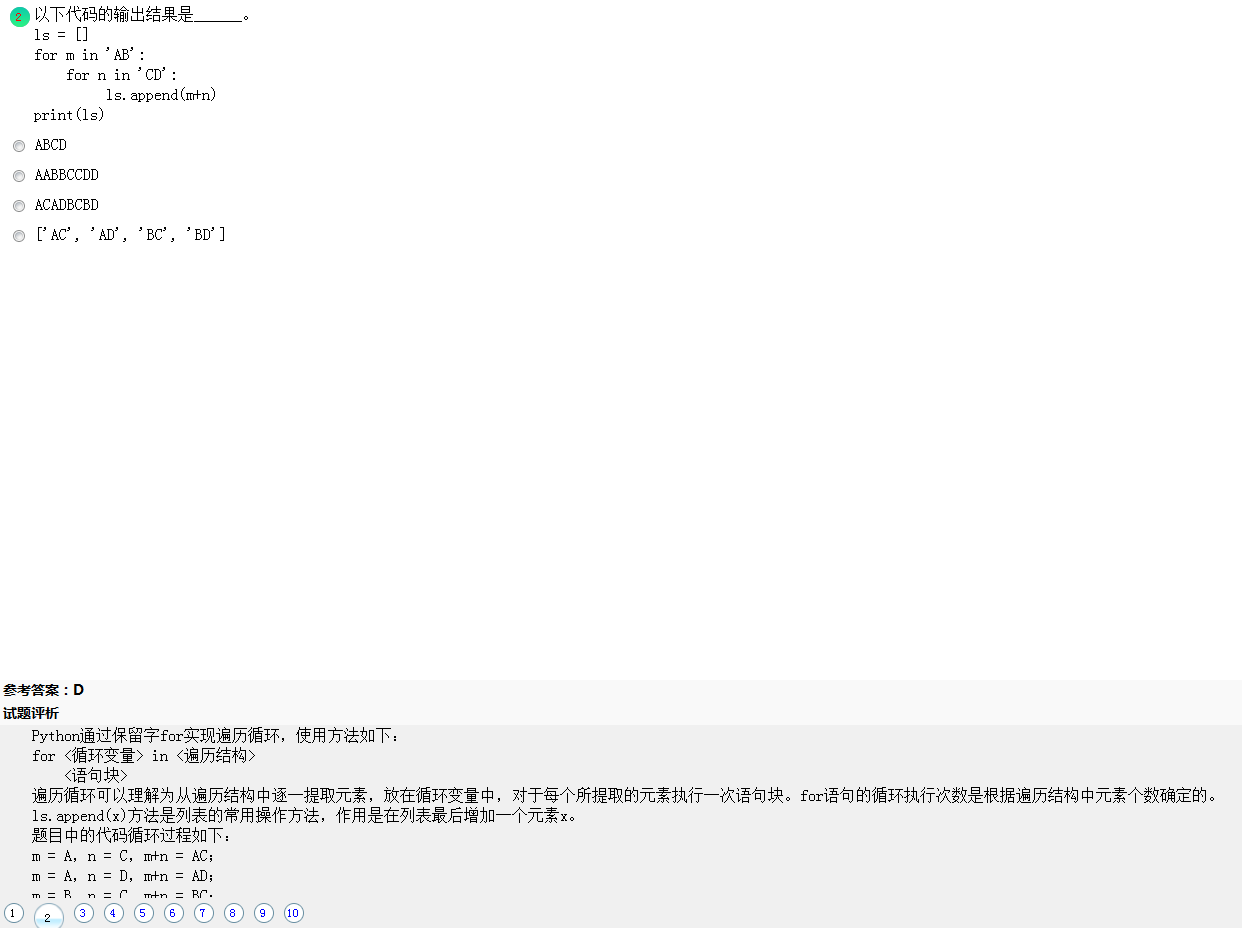 2 以下代码的输出结果是______。
ls = []
for m in 'AB':
    for n in 'CD':
         ls.append(m+n)
print(ls)
ABCD
AABBCCDD
ACADBCBD
['AC', 'AD', 'BC', 'BD']
参考答案：D
试题评析
Python通过保留字for实现遍历循环，使用方法如下：
for <循环变量> in <遍历结构>
    <语句块>
遍历循环可以理解为从遍历结构中逐一提取元素，放在循环变量中，对于每个所提取的元素执行一次语句块。for语句的循环执行次数是根据遍历结构中元素个数确定的。
ls.append(x)方法是列表的常用操作方法，作用是在列表最后增加一个元素x。
题目中的代码循环过程如下：
m = A, n = C, m+n = AC;
m = A, n = D, m+n = AD;
m = B, n = C, m+n = BC;
1 2 3 4 5 6 7 8 9 10